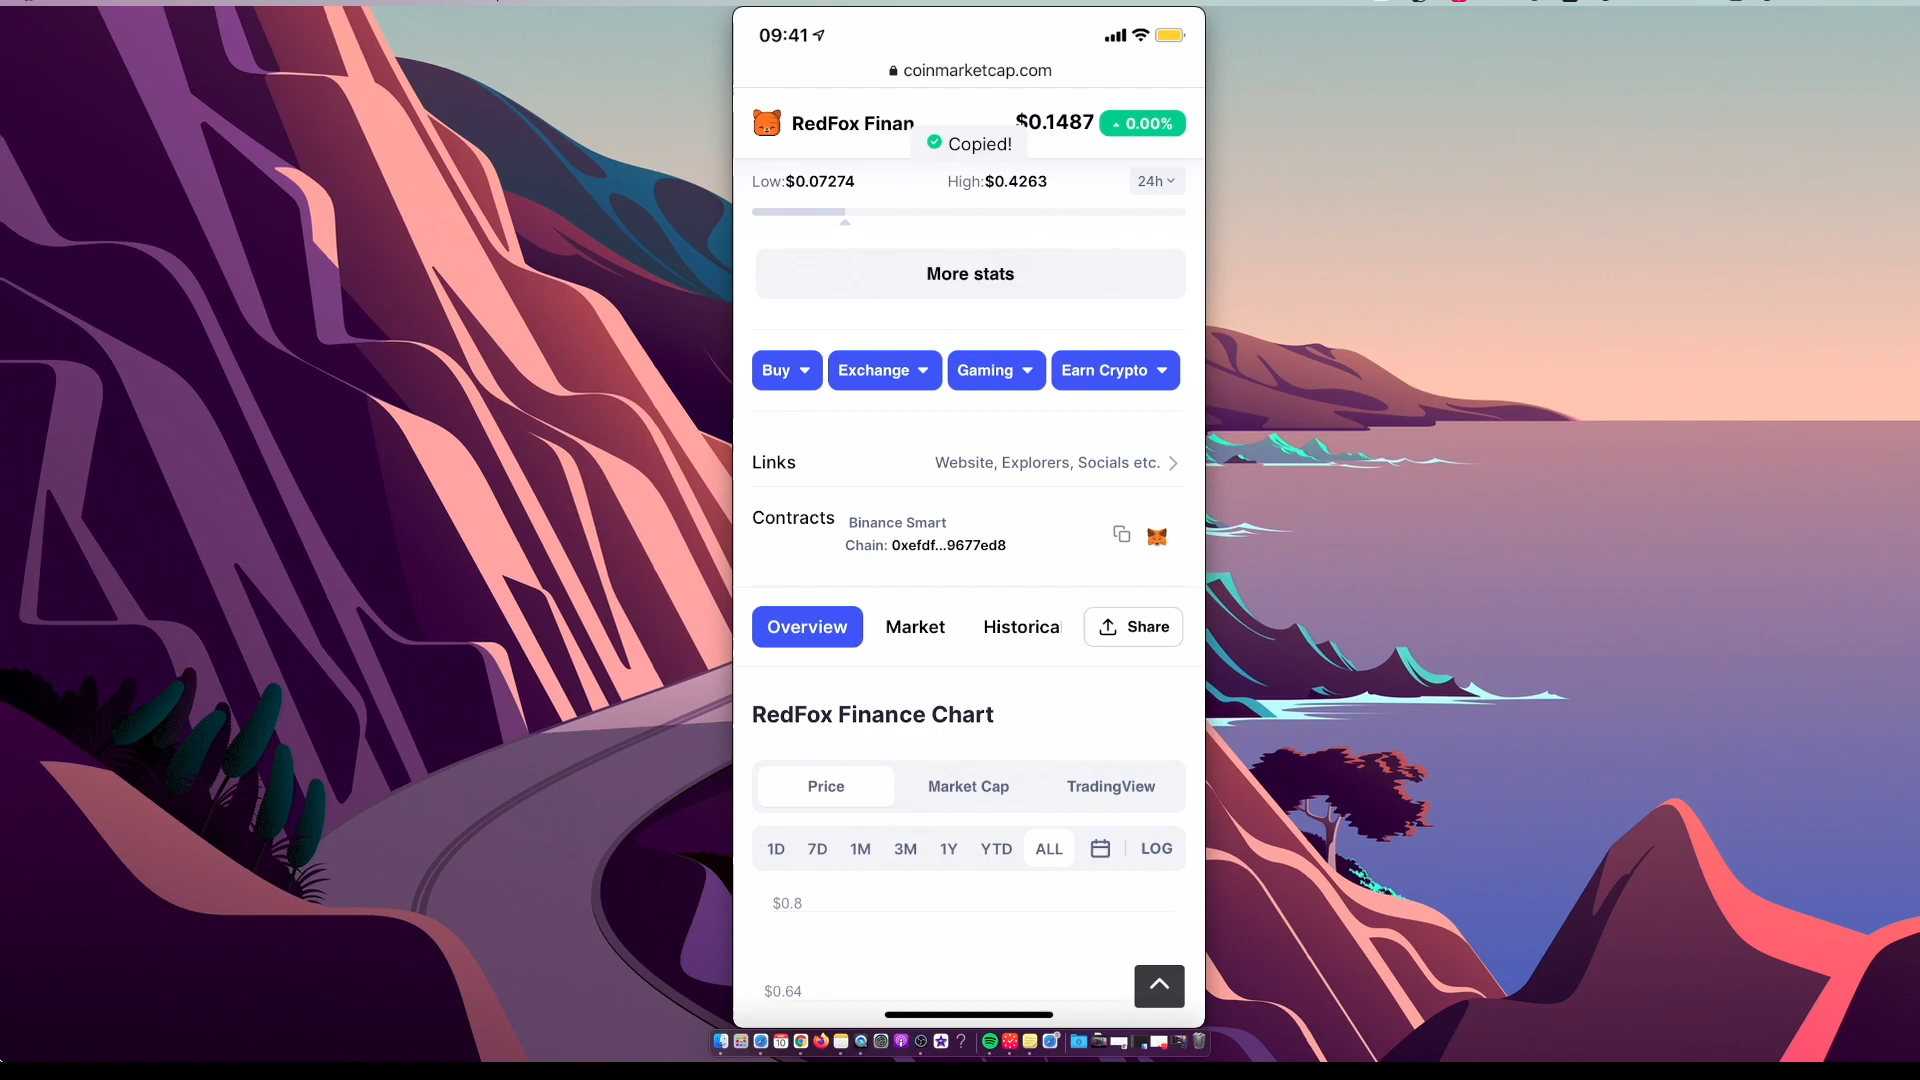 09:41
coinmarketcap.com
RedFox Finan
$0.1487
0.00%
Copied!
Low:$0.07274
High:$0.4263
24h
More stats
Buy
Exchange
Gaming
Earn Crypto
Links
Website, Explorers, Socials etc.
Contracts
Binance Smart
Chain: 0xefdf...9677ed8
Overview
Market
Historica
Share
RedFox Finance Chart
Price
Market Cap
TradingView
1D
7D
1M
3M
1Y
YTD
ALL
LOG
$0.8
$0.64
10